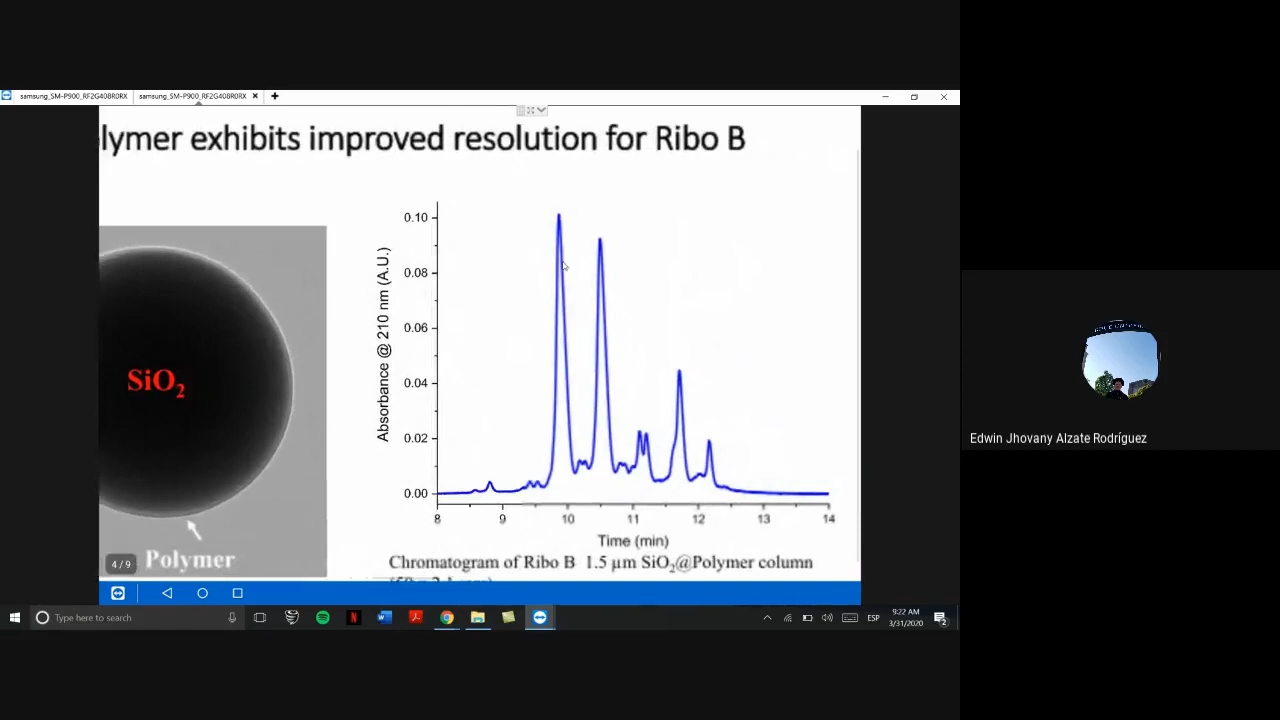 samsung_SM-P900_RF2G408R0RX
samsung_SM-P900_RF2G408R0RX
lymer exhibits improved resolution for Ribo B
SiO2
Polymer
4 / 9
Absorbance @ 210 nm (A.U.)
0.10
0.08
0.06
0.04
0.02
0.00
8 9 10 11 12 13 14
Time (min)
Chromatogram of Ribo B 1.5 µm SiO2@Polymer column
Edwin Jhovany Alzate Rodríguez
Type here to search
ESP
9:22 AM
3/31/2020
2